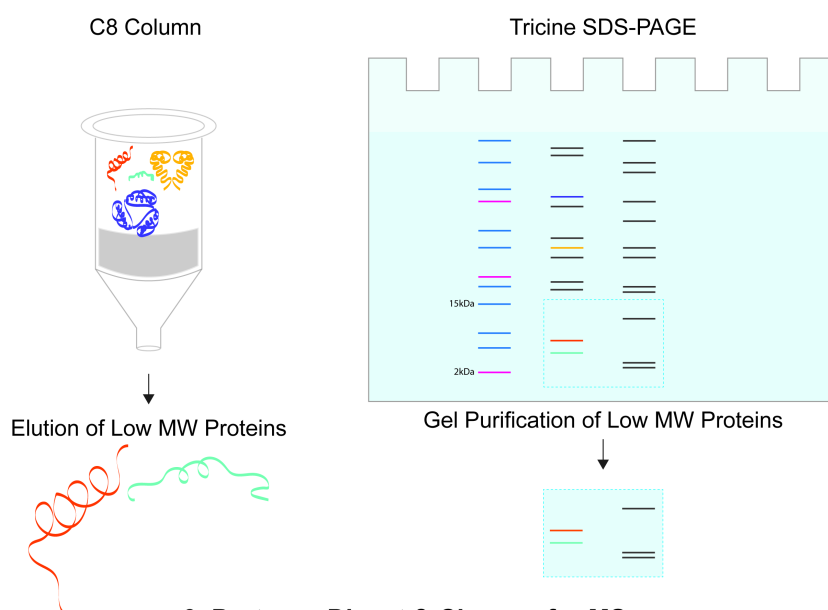 C8 Column
Tricine SDS-PAGE
15kDa
2kDa
Elution of Low MW Proteins
Gel Purification of Low MW Proteins